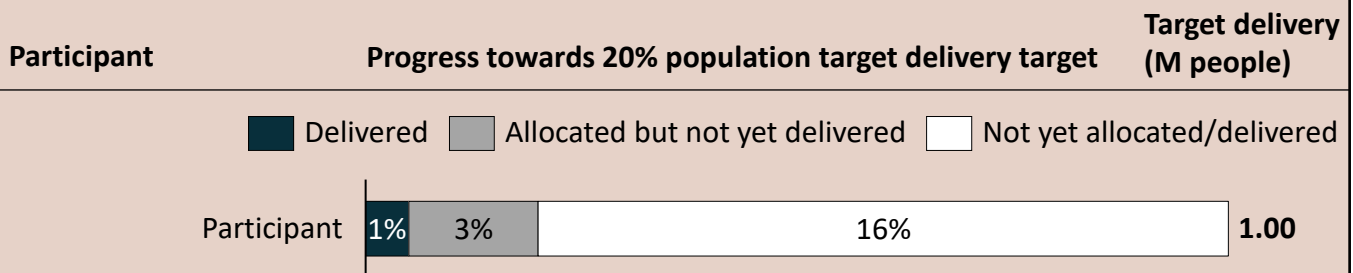 Participant
Progress towards 20% population target delivery target
Target delivery
(M people)
Delivered
Allocated but not yet delivered
Not yet allocated/delivered
Participant
1%
3%
16%
1.00